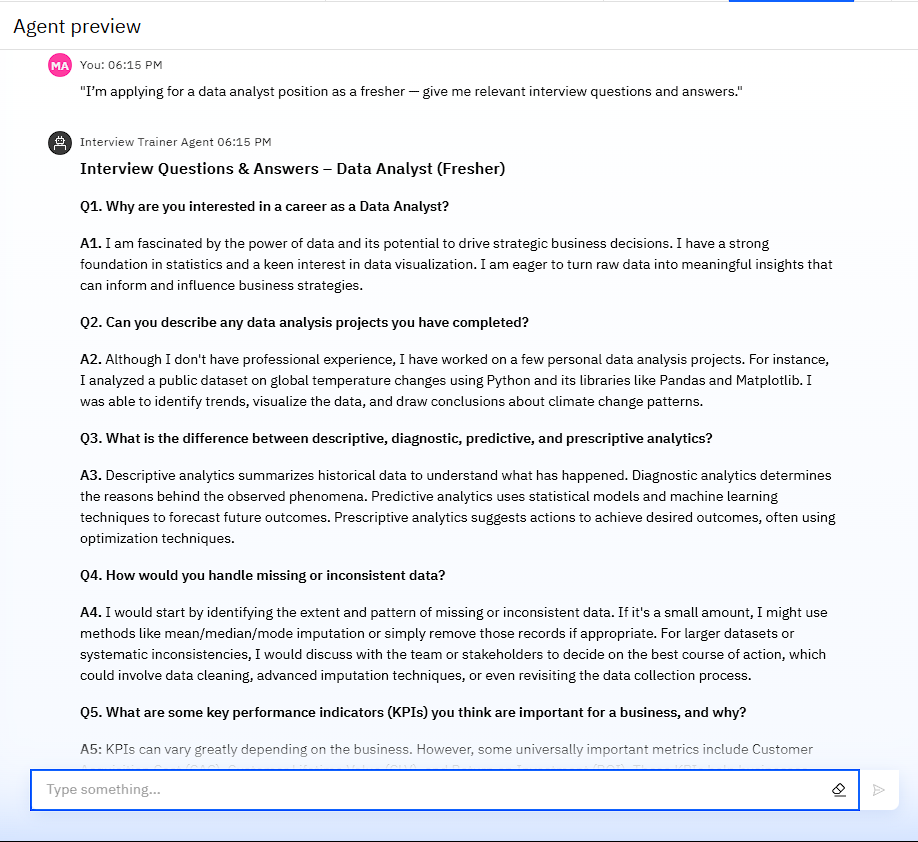 Agent preview
MA You: 06:15 PM
"I'm applying for a data analyst position as a fresher — give me relevant interview questions and answers."
Interview Trainer Agent 06:15 PM
Interview Questions & Answers – Data Analyst (Fresher)
Q1. Why are you interested in a career as a Data Analyst?
A1. I am fascinated by the power of data and its potential to drive strategic business decisions. I have a strong
foundation in statistics and a keen interest in data visualization. I am eager to turn raw data into meaningful insights that
can inform and influence business strategies.
Q2. Can you describe any data analysis projects you have completed?
A2. Although I don't have professional experience, I have worked on a few personal data analysis projects. For instance,
I analyzed a public dataset on global temperature changes using Python and its libraries like Pandas and Matplotlib. I
was able to identify trends, visualize the data, and draw conclusions about climate change patterns.
Q3. What is the difference between descriptive, diagnostic, predictive, and prescriptive analytics?
A3. Descriptive analytics summarizes historical data to understand what has happened. Diagnostic analytics determines
the reasons behind the observed phenomena. Predictive analytics uses statistical models and machine learning
techniques to forecast future outcomes. Prescriptive analytics suggests actions to achieve desired outcomes, often using
optimization techniques.
Q4. How would you handle missing or inconsistent data?
A4. I would start by identifying the extent and pattern of missing or inconsistent data. If it's a small amount, I might use
methods like mean/median/mode imputation or simply remove those records if appropriate. For larger datasets or
systematic inconsistencies, I would discuss with the team or stakeholders to decide on the best course of action, which
could involve data cleaning, advanced imputation techniques, or even revisiting the data collection process.
Q5. What are some key performance indicators (KPIs) you think are important for a business, and why?
A5: KPIs can vary greatly depending on the business. However, some universally important metrics include Customer
Type something...